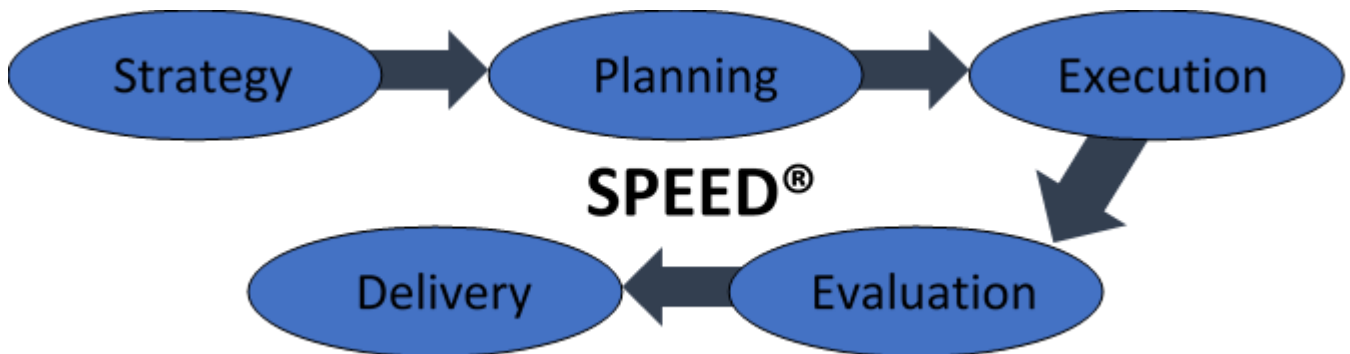 Strategy
Planning
Execution
SPEED®
Delivery
Evaluation